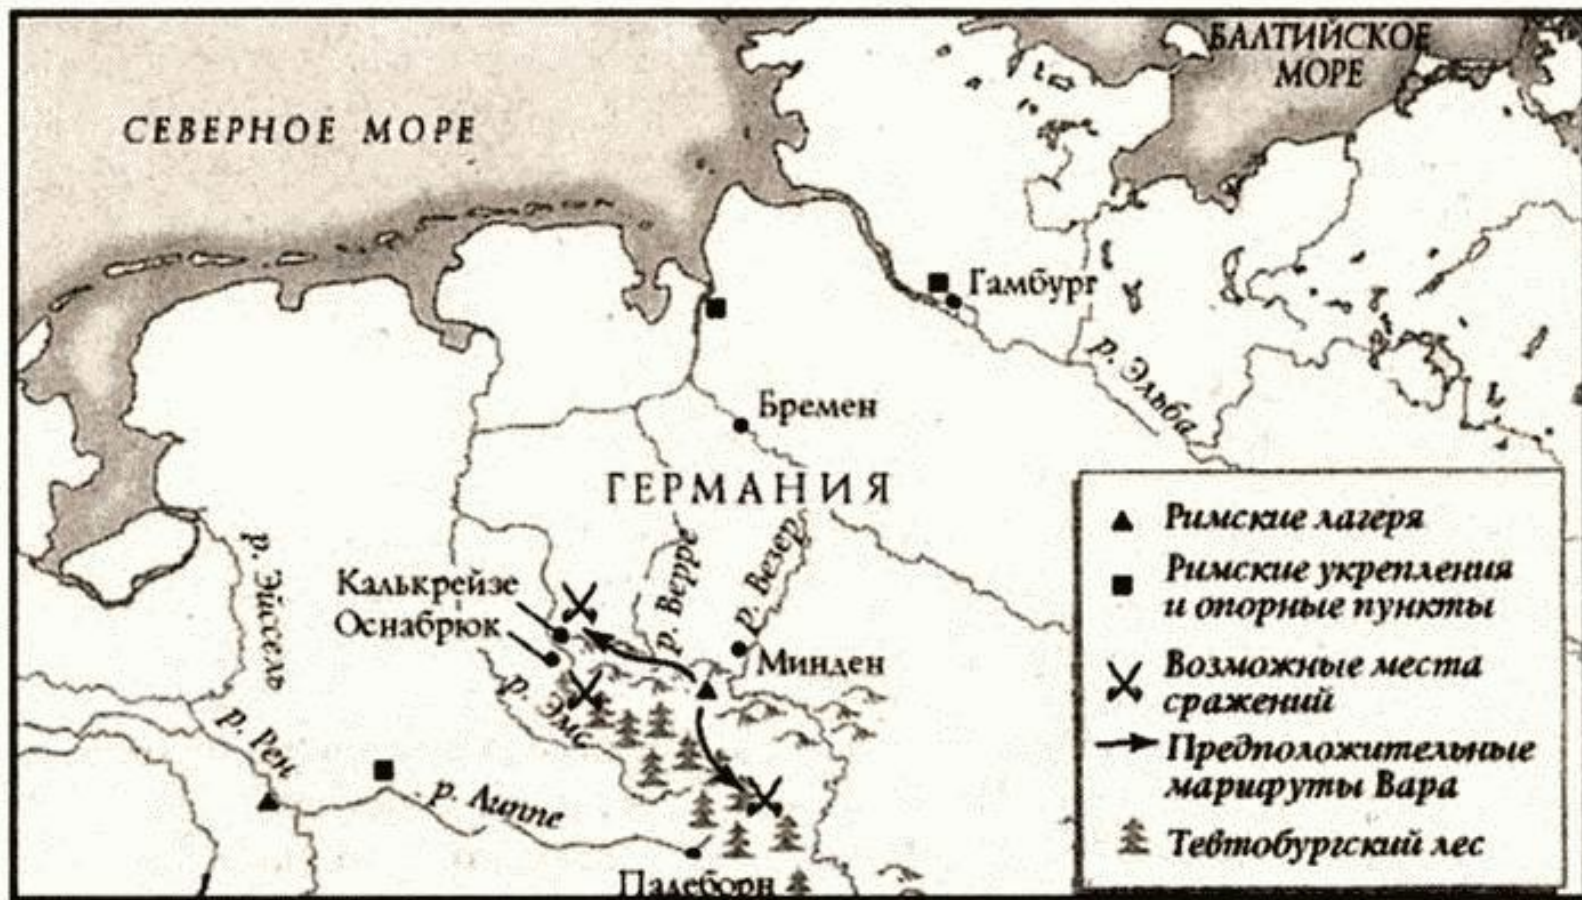 БАЛТИЙСКОЕ
МОРЕ
СЕВЕРНОЕ МОРЕ
Гамбург
р. Эльба
Бремен
ГЕРМАНИЯ
р. Эйссель
р. Верре
р. Везер
Калькрейзе
Оснабрюк
Минден
р. Эмс
р. Рен
р. Липпе
Падеборн
Римские лагеря
Римские укрепления
и опорные пункты
Возможные места
сражений
Предположительные
маршруты Вара
Тевтобургский лес